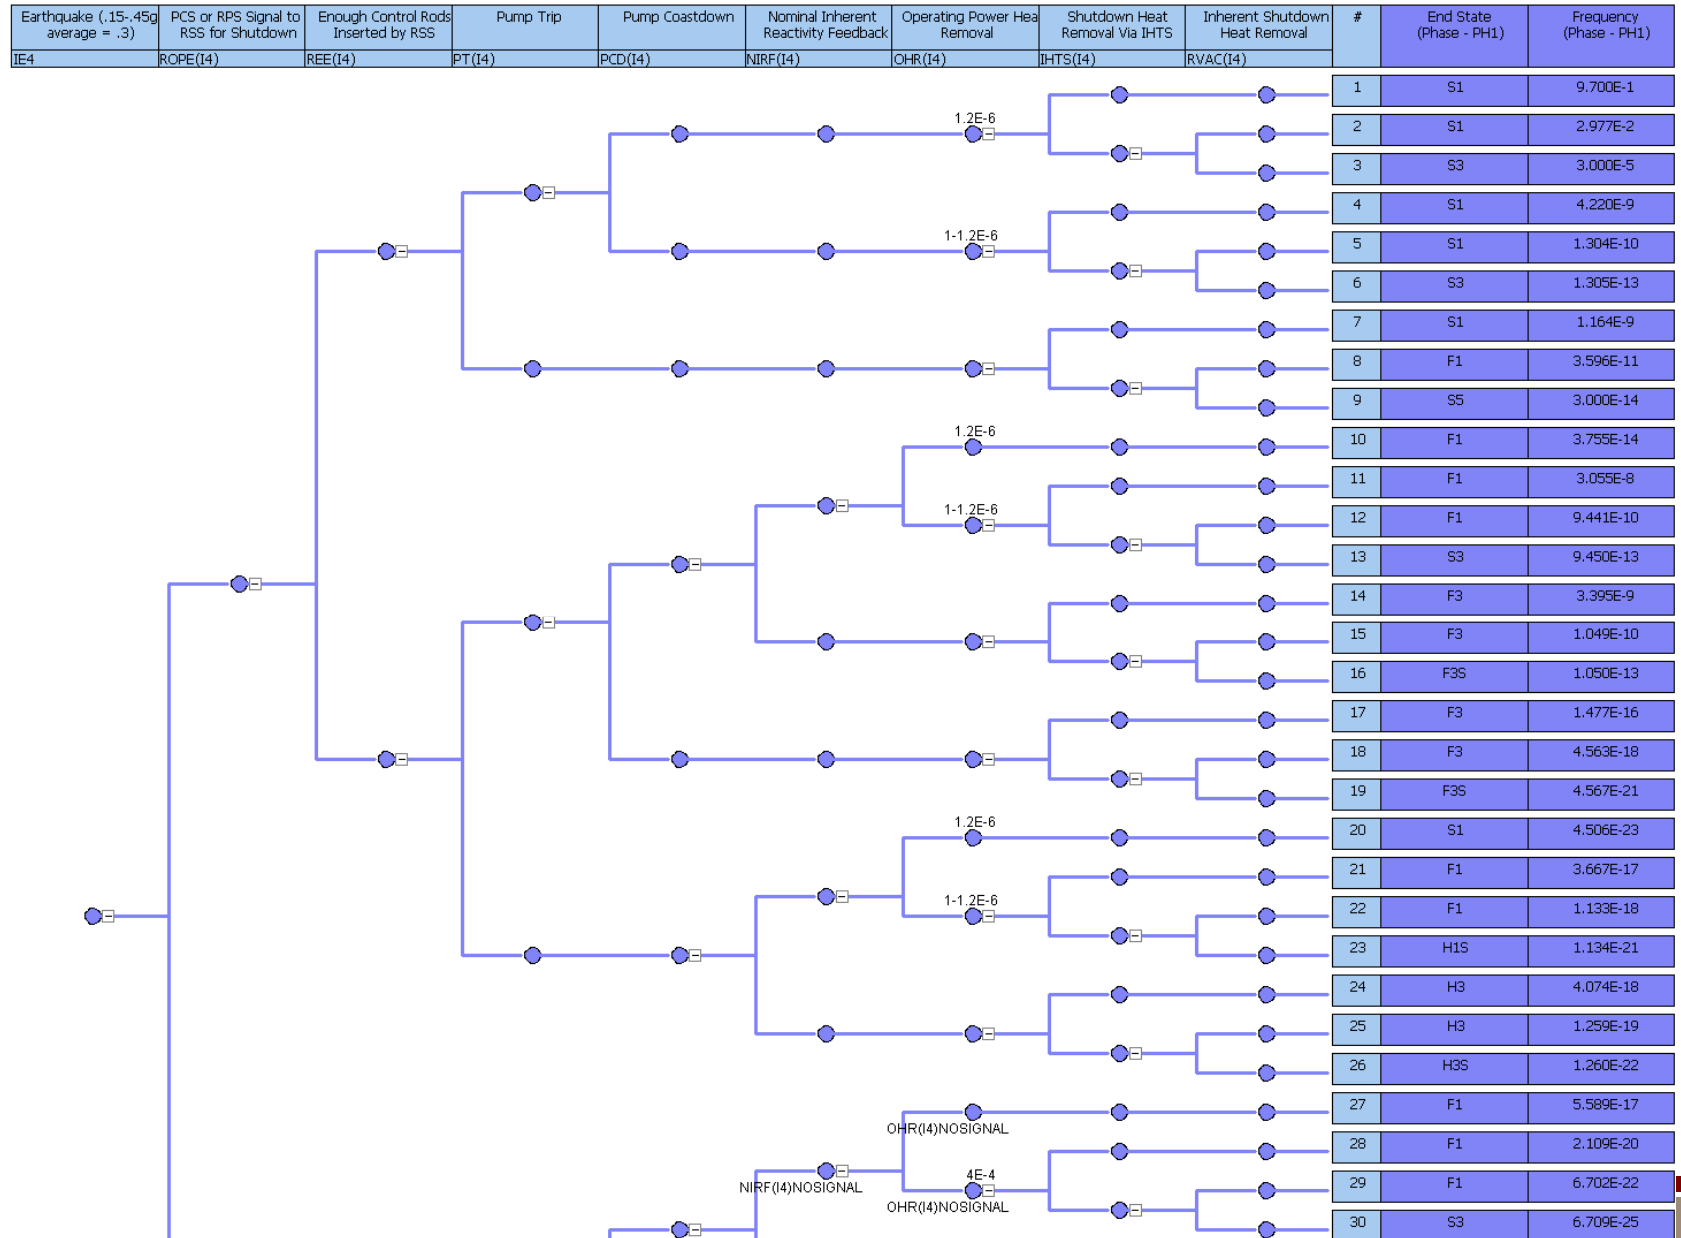 Earthquake (.15-.45g average = .3)
PCS or RPS Signal to RSS for Shutdown
Enough Control Rods Inserted by RSS
Pump Trip
Pump Coastdown
Nominal Inherent Reactivity Feedback
Operating Power Hea Removal
Shutdown Heat Removal Via IHTS
Inherent Shutdown Heat Removal
#
End State (Phase - PH1)
Frequency (Phase - PH1)
IE4
ROPE(I4)
REE(I4)
PT(I4)
PCD(I4)
NIRF(I4)
OHR(I4)
IHTS(I4)
RVAC(I4)
1 S1 9.700E-1
1.2E-6
2 S1 2.977E-2
3 S3 3.000E-5
4 S1 4.220E-9
1-1.2E-6
5 S1 1.304E-10
6 S3 1.305E-13
7 S1 1.164E-9
8 F1 3.596E-11
9 S5 3.000E-14
1.2E-6
10 F1 3.755E-14
11 F1 3.055E-8
1-1.2E-6
12 F1 9.441E-10
13 S3 9.450E-13
14 F3 3.395E-9
15 F3 1.049E-10
16 F3S 1.050E-13
17 F3 1.477E-16
18 F3 4.563E-18
19 F3S 4.567E-21
1.2E-6
20 S1 4.506E-23
21 F1 3.667E-17
1-1.2E-6
22 F1 1.133E-18
23 H1S 1.134E-21
24 H3 4.074E-18
25 H3 1.259E-19
26 H3S 1.260E-22
27 F1 5.589E-17
OHR(I4)NOSIGNAL
28 F1 2.109E-20
4E-4
NIRF(I4)NOSIGNAL
29 F1 6.702E-22
OHR(I4)NOSIGNAL
30 S3 6.709E-25